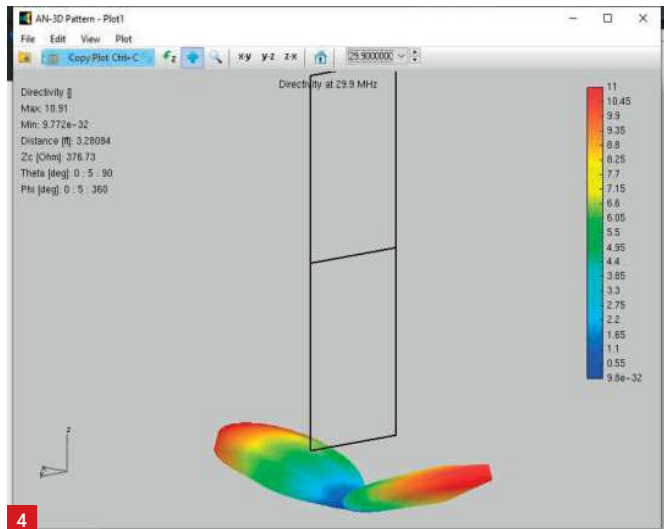 AN-3D Pattern - Plot1
File Edit View Plot
Copy Plot Ctrl+C
z x-y y-z z-x
Directivity at 29.9 MHz
Directivity []
Max: 10.91
Min: 9.772e-32
Distance [ft]: 3.28084
Zc [Ohm]: 376.73
Theta [deg]: 0 : 5 : 90
Phi [deg]: 0 : 5 : 360
11
10.45
9.9
9.35
8.8
8.25
7.7
7.15
6.6
6.05
5.5
4.95
4.4
3.85
3.3
2.75
2.2
1.65
1.1
0.55
9.8e-32
z
4